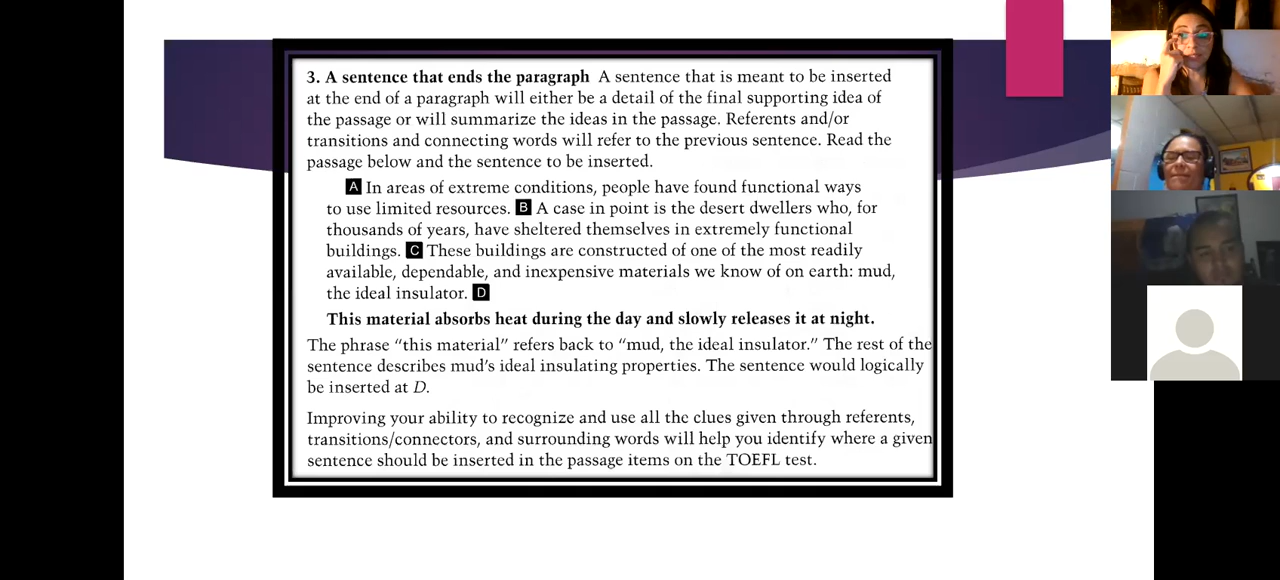 3. A sentence that ends the paragraph A sentence that is meant to be inserted
at the end of a paragraph will either be a detail of the final supporting idea of
the passage or will summarize the ideas in the passage. Referents and/or
transitions and connecting words will refer to the previous sentence. Read the
passage below and the sentence to be inserted.
A In areas of extreme conditions, people have found functional ways
to use limited resources. B A case in point is the desert dwellers who, for
thousands of years, have sheltered themselves in extremely functional
buildings. C These buildings are constructed of one of the most readily
available, dependable, and inexpensive materials we know of on earth: mud,
the ideal insulator. D
This material absorbs heat during the day and slowly releases it at night.
The phrase “this material” refers back to “mud, the ideal insulator.” The rest of the
sentence describes mud’s ideal insulating properties. The sentence would logically
be inserted at D.
Improving your ability to recognize and use all the clues given through referents,
transitions/connectors, and surrounding words will help you identify where a given
sentence should be inserted in the passage items on the TOEFL test.